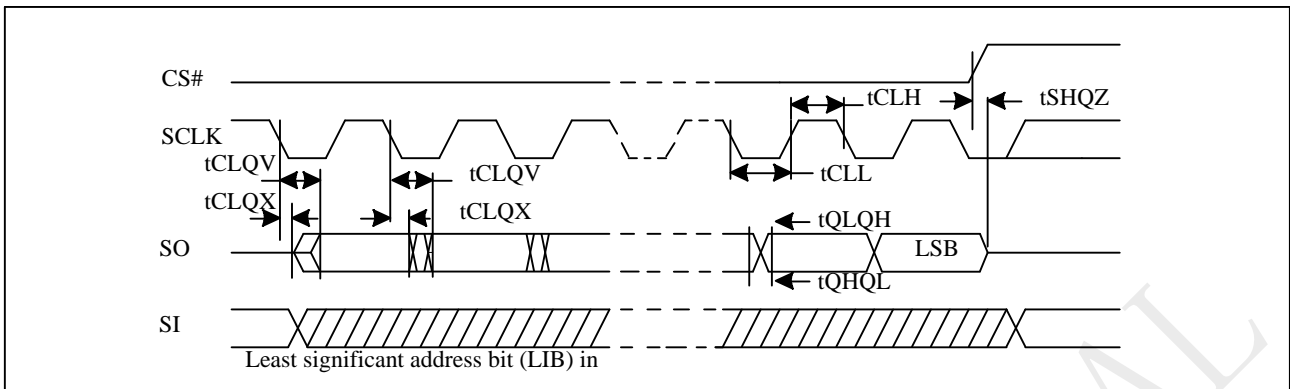 CS#
tCLH
tSHQZ
SCLK
tCLQV
tCLQV
tCLL
tCLQX
tCLQX
tQLQH
SO
LSB
tQHQL
SI
Least significant address bit (LIB) in